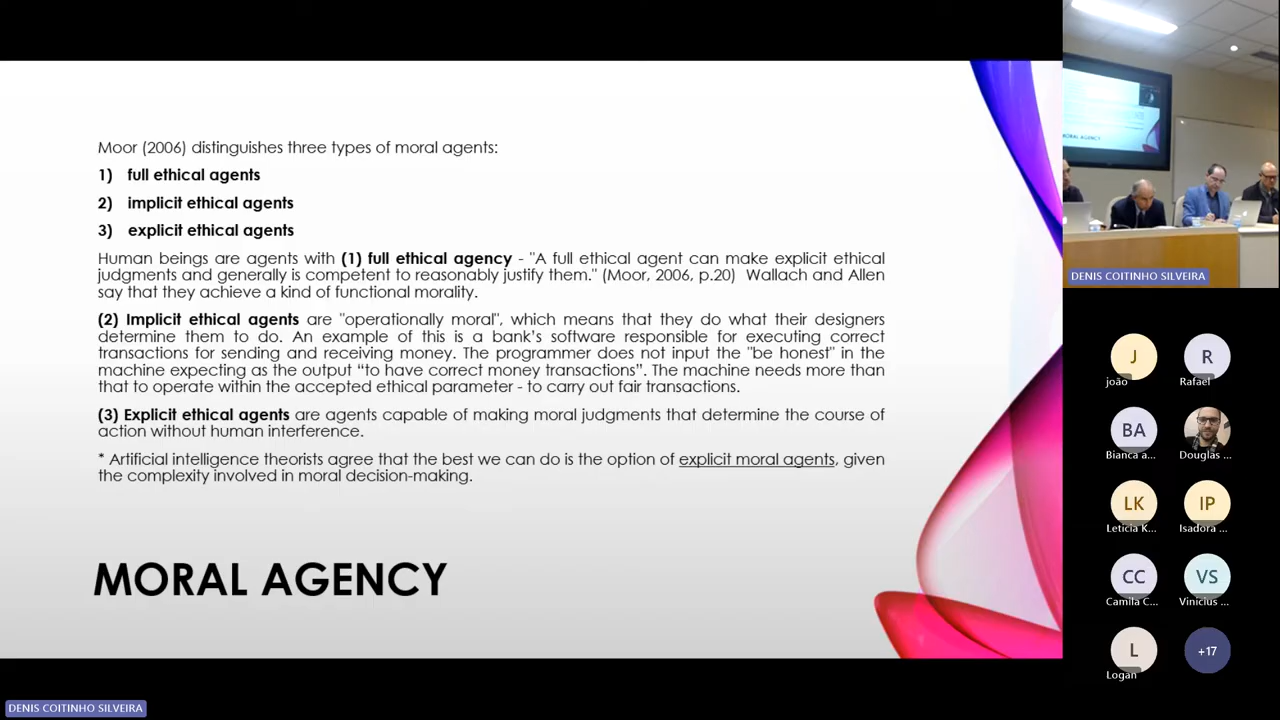 Moor (2006) distinguishes three types of moral agents:
1) full ethical agents
2) implicit ethical agents
3) explicit ethical agents
Human beings are agents with (1) full ethical agency - "A full ethical agent can make explicit ethical
judgments and generally is competent to reasonably justify them." (Moor, 2006, p.20) Wallach and Allen
say that they achieve a kind of functional morality.
(2) Implicit ethical agents are "operationally moral", which means that they do what their designers
determine them to do. An example of this is a bank's software responsible for executing correct
transactions for sending and receiving money. The programmer does not input the "be honest" in the
machine expecting as the output “to have correct money transactions”. The machine needs more than
that to operate within the accepted ethical parameter - to carry out fair transactions.
(3) Explicit ethical agents are agents capable of making moral judgments that determine the course of
action without human interference.
* Artificial intelligence theorists agree that the best we can do is the option of explicit moral agents, given
the complexity involved in moral decision-making.
MORAL AGENCY
MORAL AGENCY
DENIS COITINHO SILVEIRA
J
joão
R
Rafael
BA
Bianca a...
Douglas ...
LK
Letícia K...
IP
Isadora ...
CC
Camila C...
VS
Vinicius ...
L
Logan
+17
DENIS COITINHO SILVEIRA